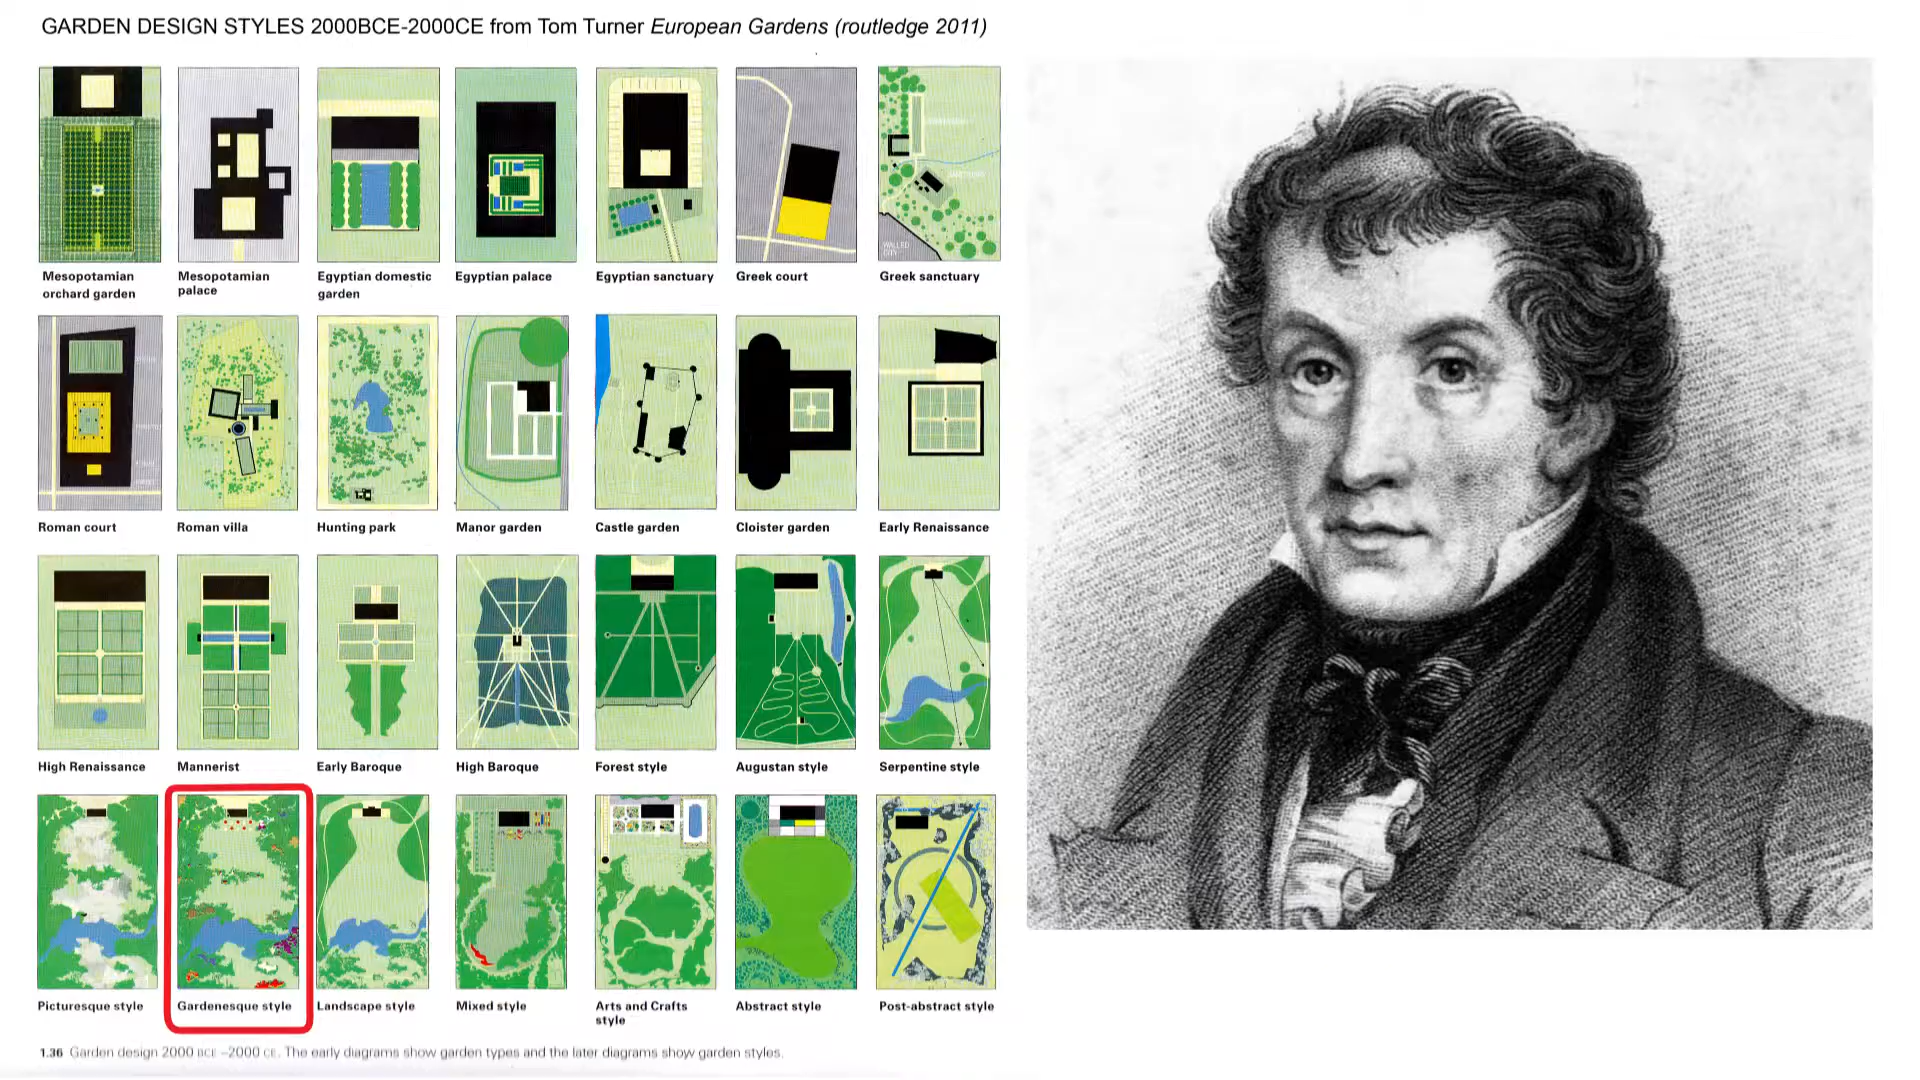 GARDEN DESIGN STYLES 2000BCE-2000CE from Tom Turner European Gardens (routledge 2011)
Mesopotamian orchard garden
Mesopotamian palace
Egyptian domestic garden
Egyptian palace
Egyptian sanctuary
Greek court
WALLED CITY
Greek sanctuary
Roman court
Roman villa
Hunting park
Manor garden
Castle garden
Cloister garden
Early Renaissance
High Renaissance
Mannerist
Early Baroque
High Baroque
Forest style
Augustan style
Serpentine style
Picturesque style
Gardenesque style
Landscape style
Mixed style
Arts and Crafts style
Abstract style
Post-abstract style
1.36 Garden design 2000 BCE –2000 CE. The early diagrams show garden types and the later diagrams show garden styles.